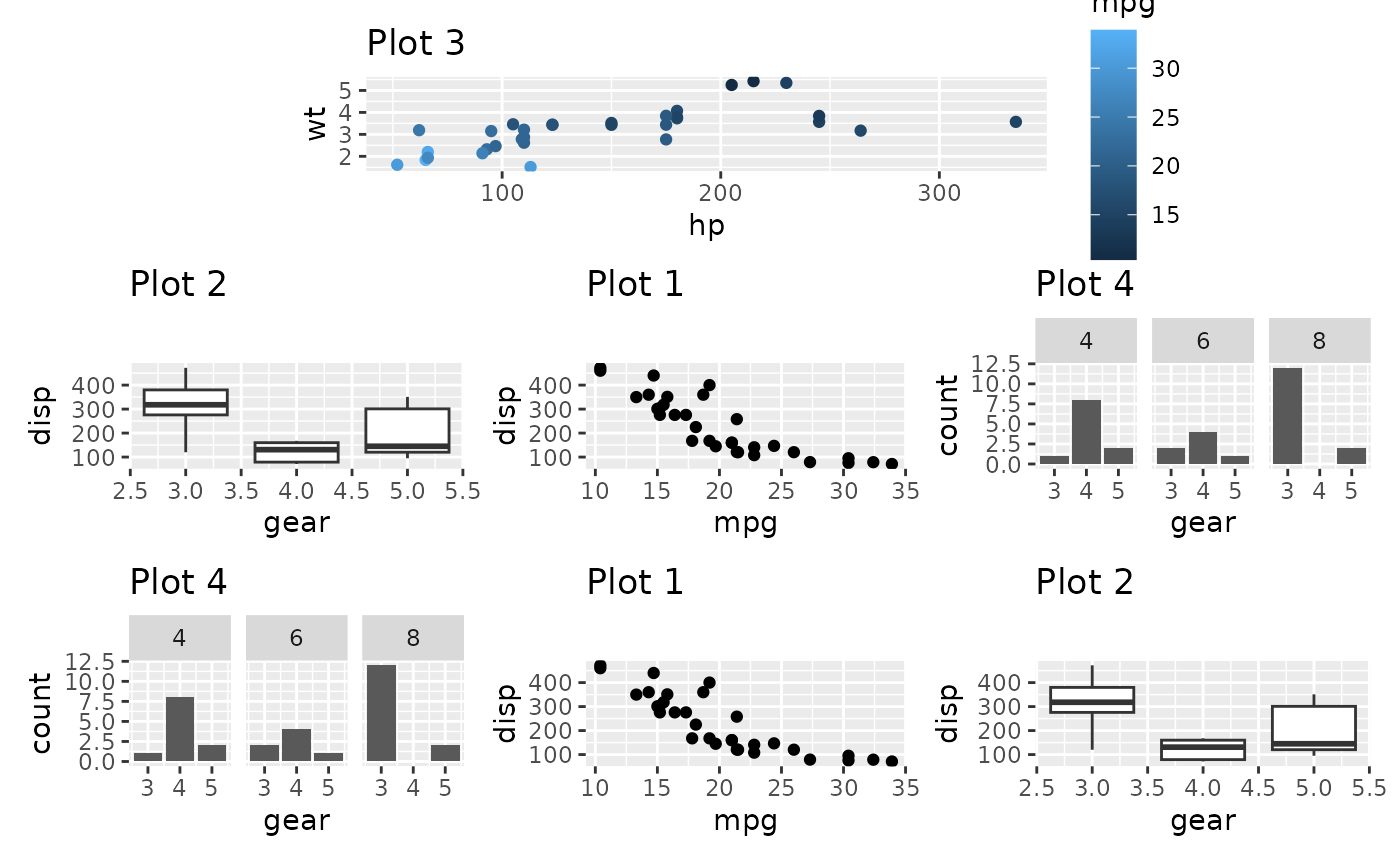 mpg
Plot 3
30
25
20
15
wt
5
4
3
2
100 200 300
hp
Plot 2 Plot 1 Plot 4
4 6 8
disp
400
300
200
100
2.5 3.0 3.5 4.0 4.5 5.0 5.5
gear
disp
400
300
200
100
10 15 20 25 30 35
mpg
count
12.5
10.0
7.5
5.0
2.5
0.0
3 4 5 3 4 5 3 4 5
gear
Plot 4 Plot 1 Plot 2
4 6 8
count
12.5
10.0
7.5
5.0
2.5
0.0
3 4 5 3 4 5 3 4 5
gear
disp
400
300
200
100
10 15 20 25 30 35
mpg
disp
400
300
200
100
2.5 3.0 3.5 4.0 4.5 5.0 5.5
gear